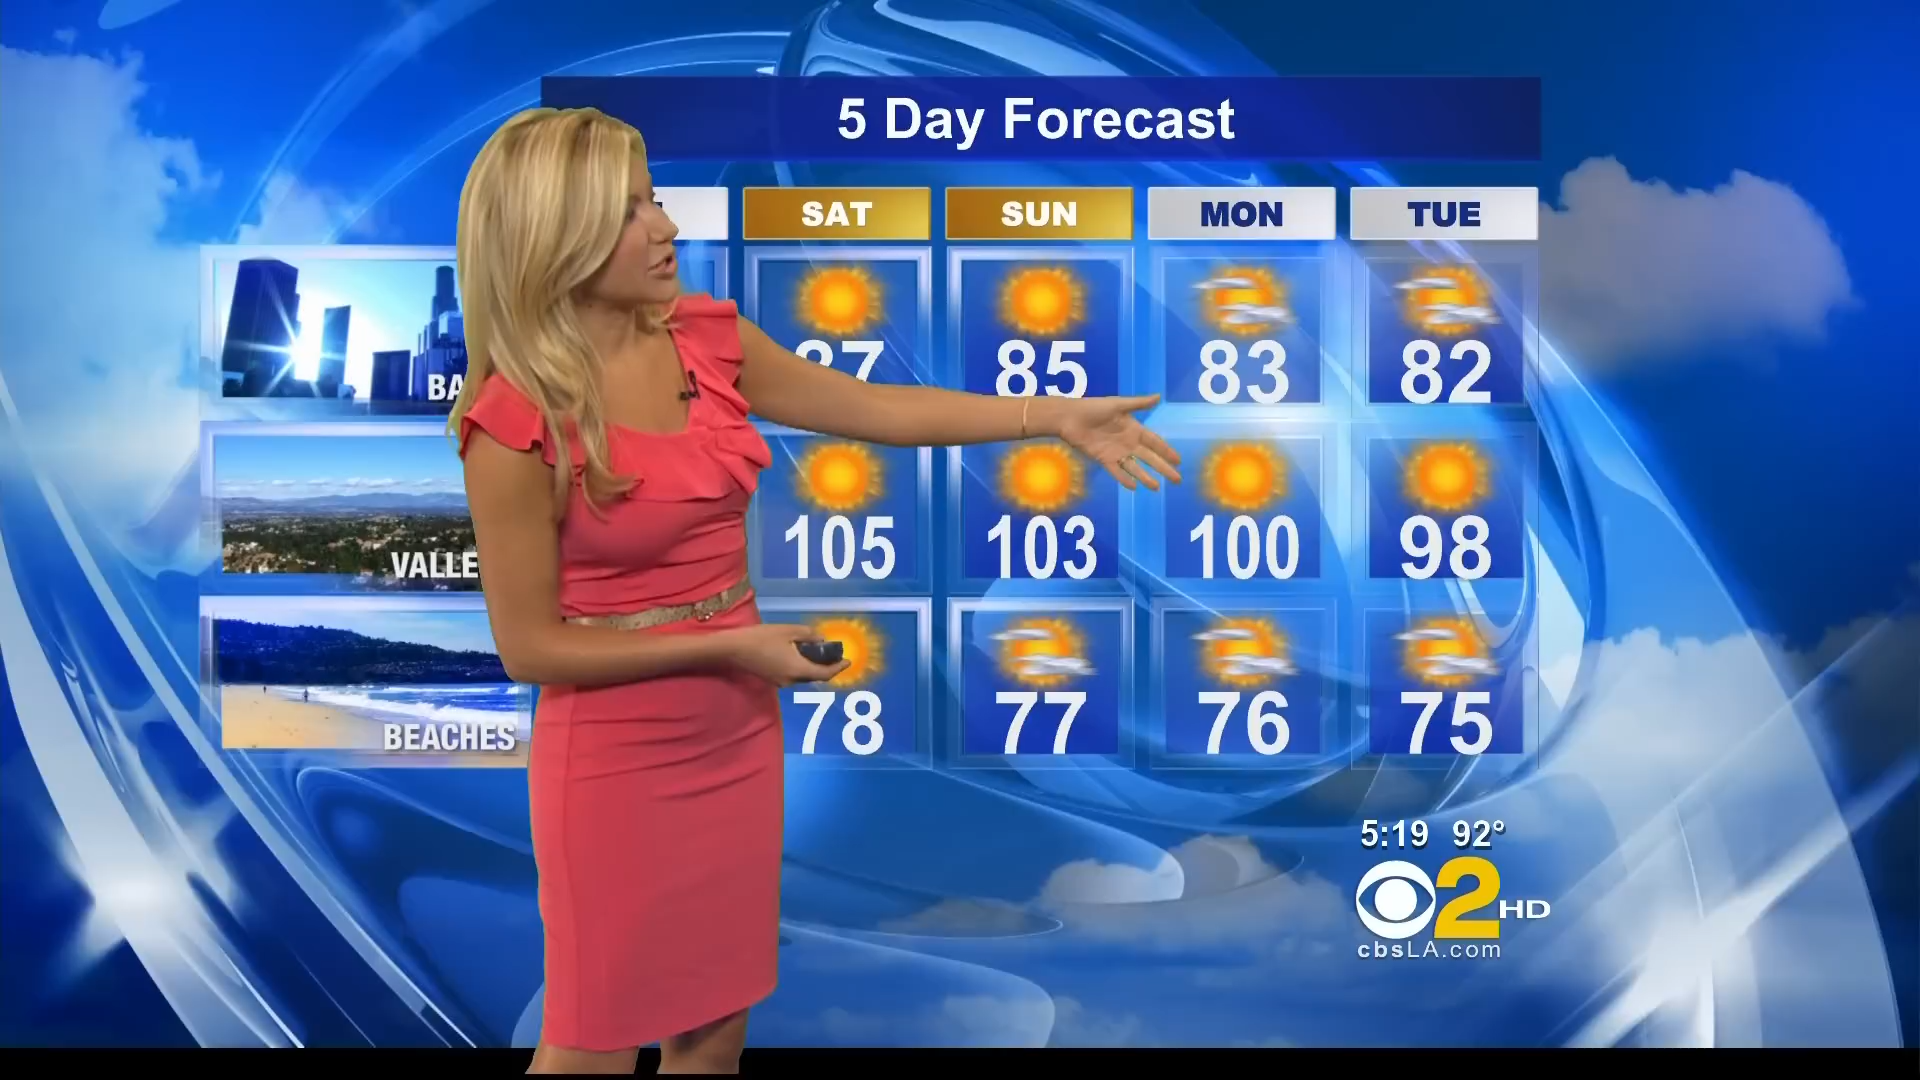 5 Day Forecast
SAT SUN MON TUE
85 83 82
105 103 100 98
BEACHES 78 77 76 75
5:19 92°
2 HD
cbsLA.com